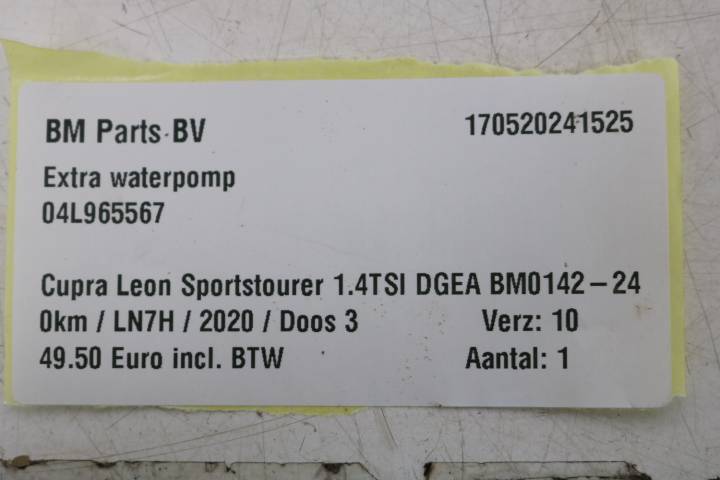 BM Parts BV 170520241525
Extra waterpomp
04L965567
Cupra Leon Sportstourer 1.4TSI DGEA BM0142-24
0km / LN7H / 2020 / Doos 3 Verz: 10
49.50 Euro incl. BTW Aantal: 1